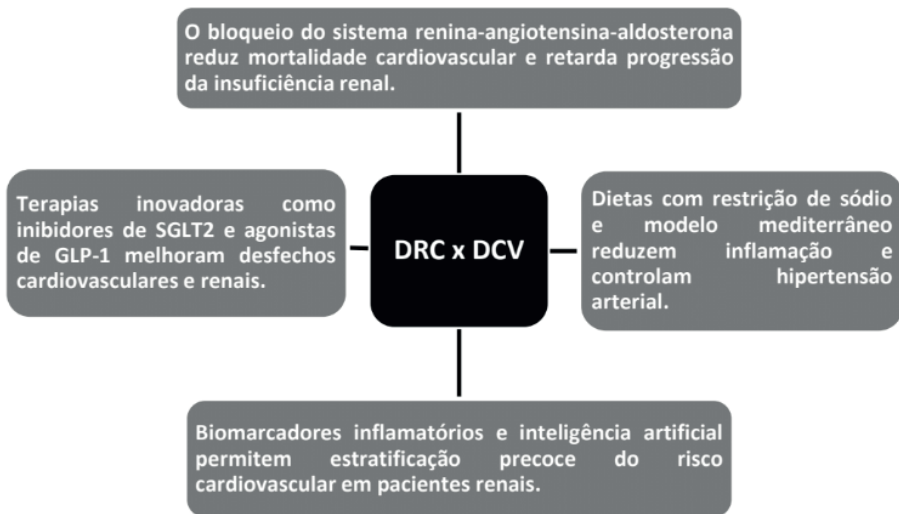 O bloqueio do sistema renina-angiotensina-aldosterona
reduz mortalidade cardiovascular e retarda progressão
da insuficiência renal.
Terapias inovadoras como
inibidores de SGLT2 e agonistas
de GLP-1 melhoram desfechos
cardiovasculares e renais.
DRC x DCV
Dietas com restrição de sódio
e modelo mediterrâneo
reduzem inflamação e
controlam hipertensão
arterial.
Biomarcadores inflamatórios e inteligência artificial
permitem estratificação precoce do risco
cardiovascular em pacientes renais.